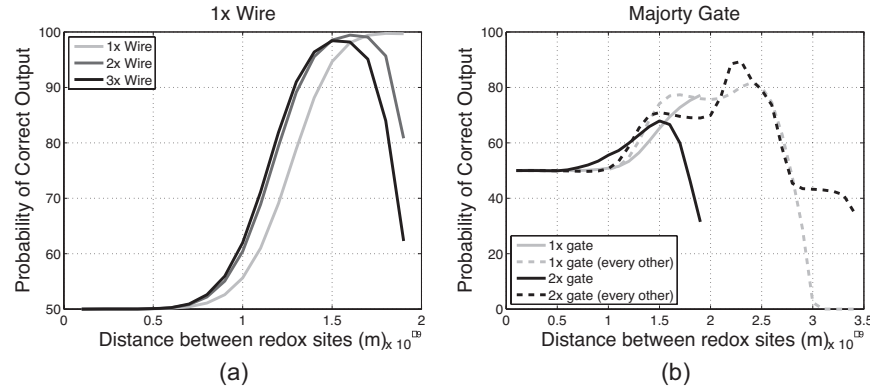 1x Wire
Probability of Correct Output
100
90
80
70
60
50
1x Wire
2x Wire
3x Wire
0
0.5
1
1.5
2
Distance between redox sites (m) x 10
(a)
Majorty Gate
Probability of Correct Output
100
80
60
40
20
0
1x gate
1x gate (every other)
2x gate
2x gate (every other)
0
0.5
1
1.5
2
2.5
3
3.5
Distance between redox sites (m) x 10
(b)